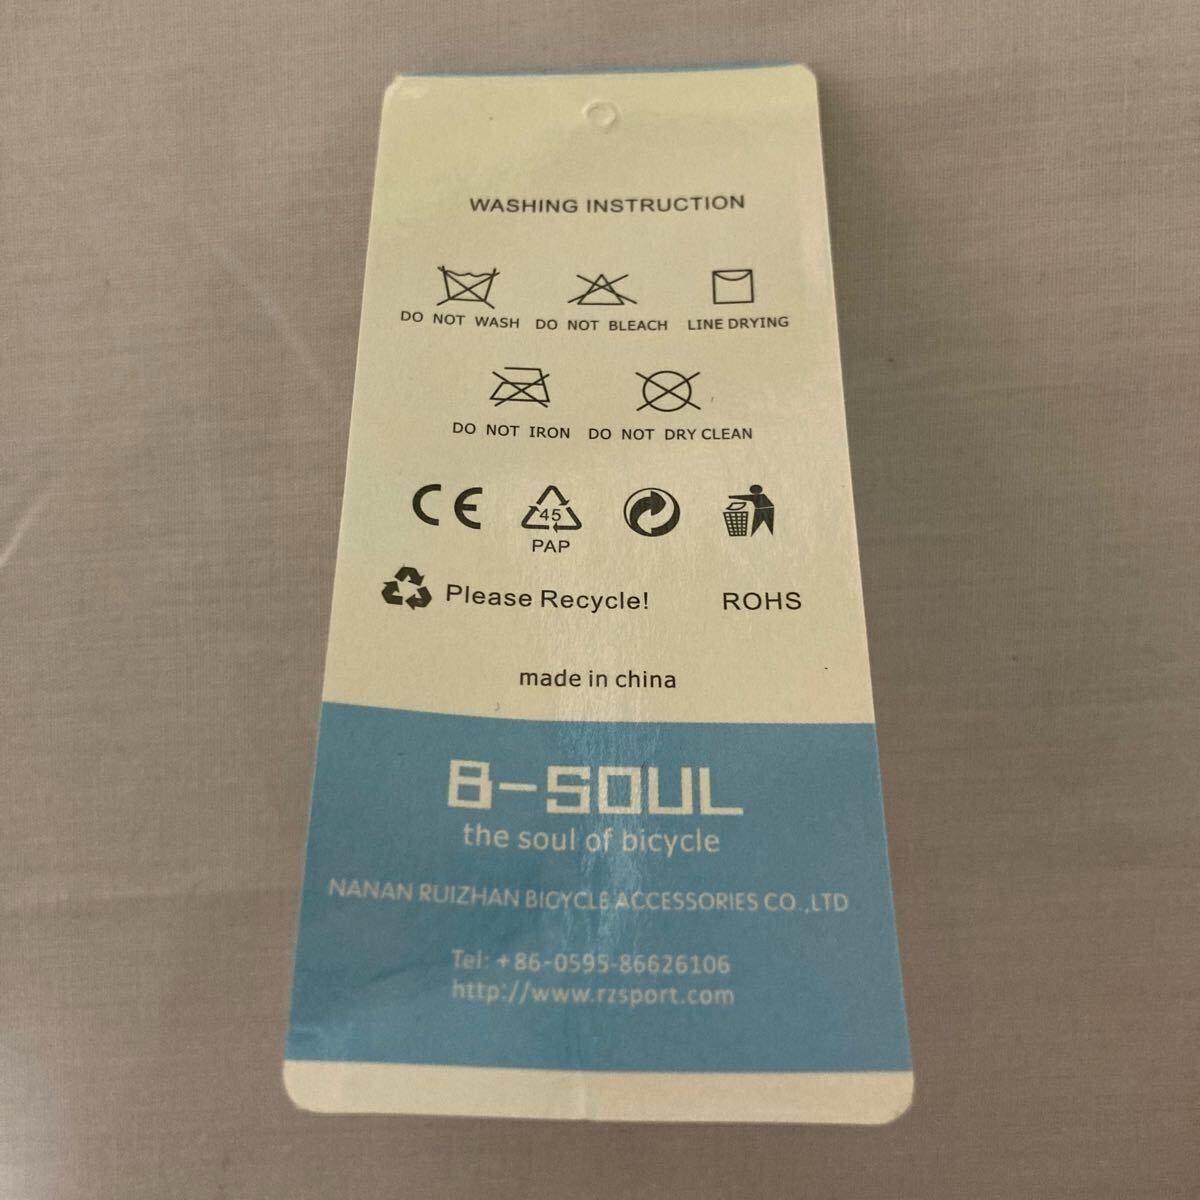 WASHING INSTRUCTION
DO NOT WASH DO NOT BLEACH LINE DRYING
DO NOT IRON DO NOT DRY CLEAN
CE 45
PAP
Please Recycle! ROHS
made in china
B-SOUL
the soul of bicycle
NANAN RUIZHAN BICYCLE ACCESSORIES CO.,LTD
Tel: +86-0595-86626106
http://www.rzsport.com